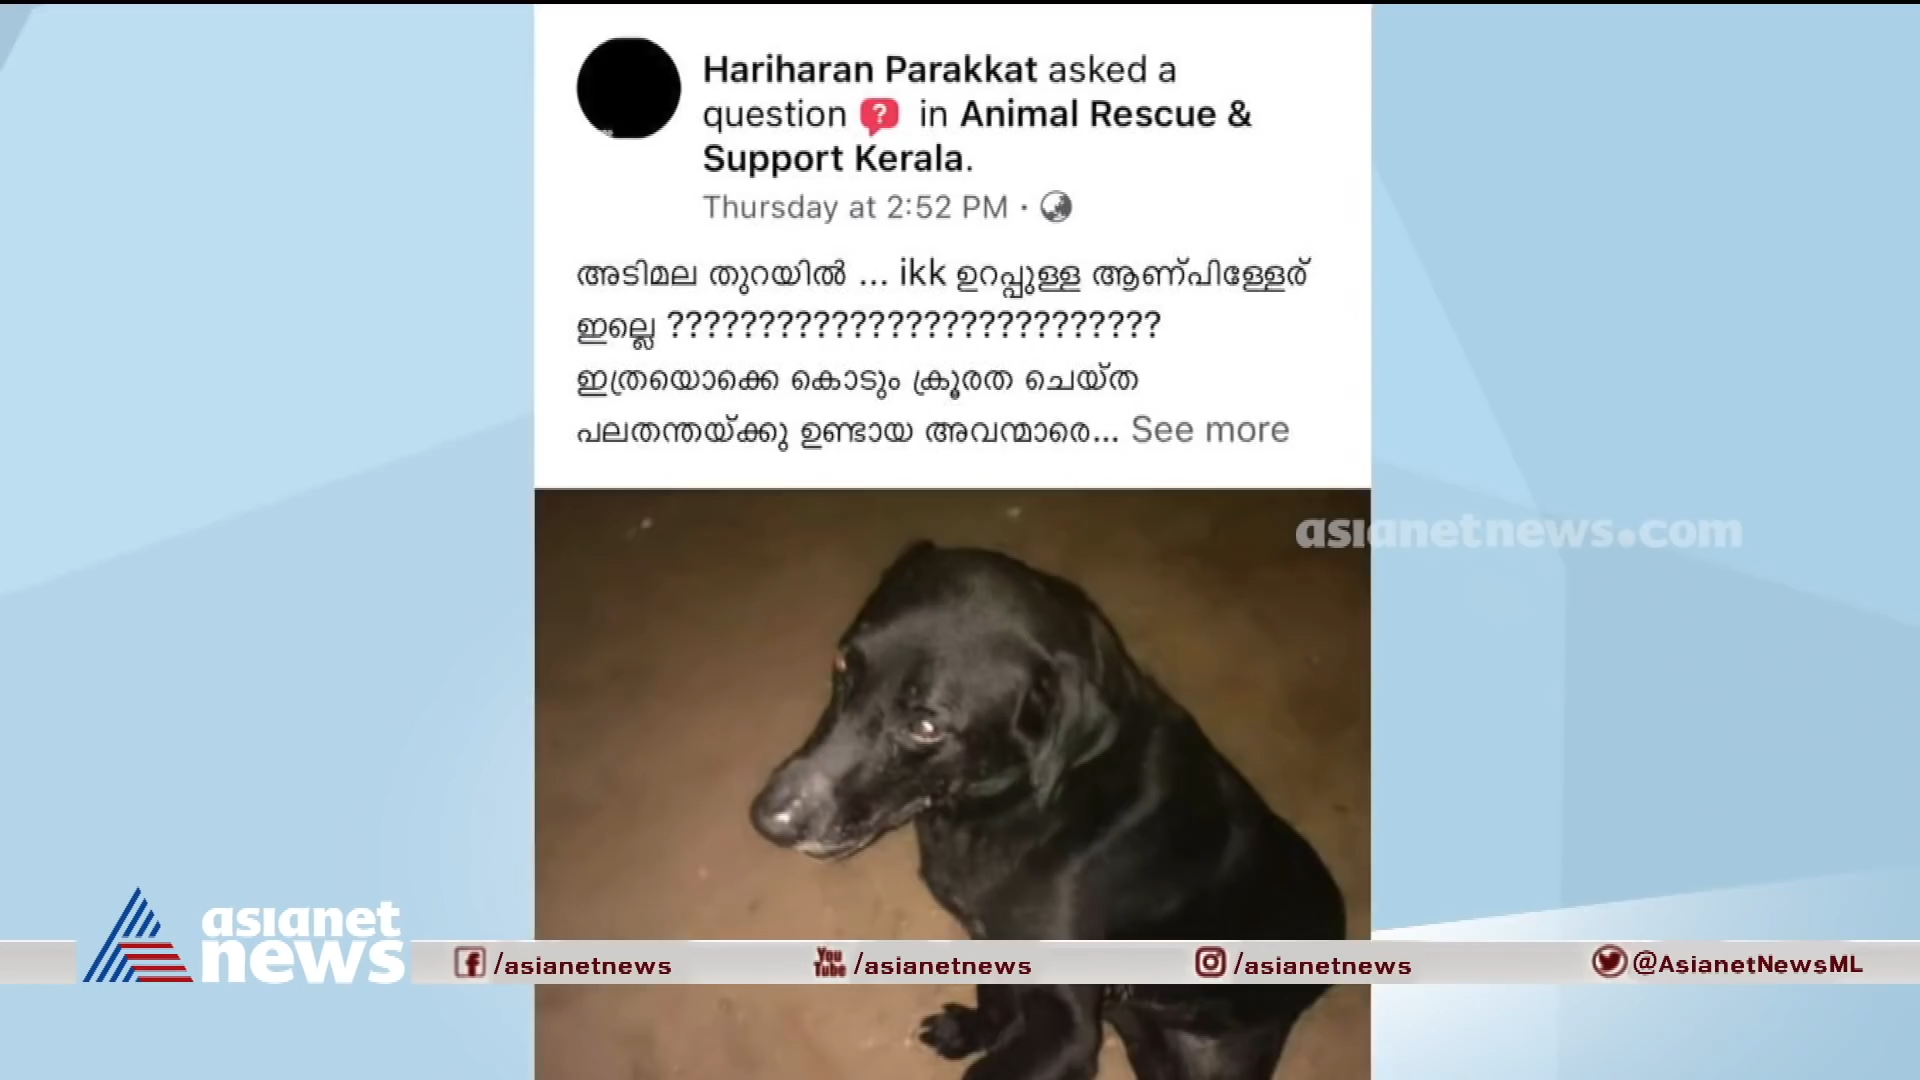 Hariharan Parakkat asked a
question ? in Animal Rescue &
Support Kerala.
Thursday at 2:52 PM ·
അടിമല തുറയിൽ ... ikk ഉറപ്പുള്ള ആണ്പിള്ളേര്
ഇല്ലെ ???????????????????????????
ഇത്രയൊക്കെ കൊടും ക്രൂരത ചെയ്ത
പലതന്തയ്ക്കു ഉണ്ടായ അവന്മാരെ... See more
asianetnews.com
asianet
news
/asianetnews
You
Tube
/asianetnews
/asianetnews
@AsianetNewsML